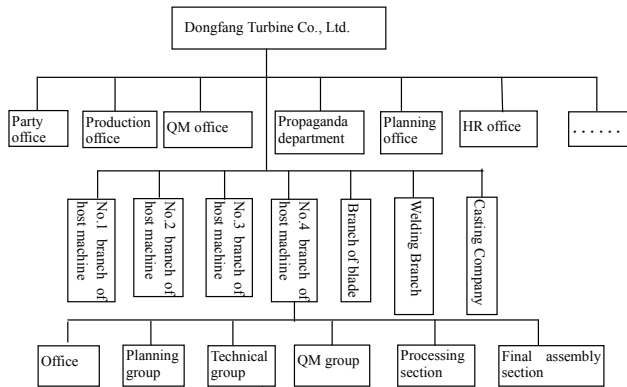 Dongfang Turbine Co., Ltd.
Party
office
Production
office
QM office
Propaganda
department
Planning
office
HR office
......
No.1 branch of
host machine
No.2 branch of
host machine
No.3 branch of
host machine
No.4 branch of
host machine
Branch of blade
Welding Branch
Casting Company
Office
Planning
group
Technical
group
QM group
Processing
section
Final assembly
section